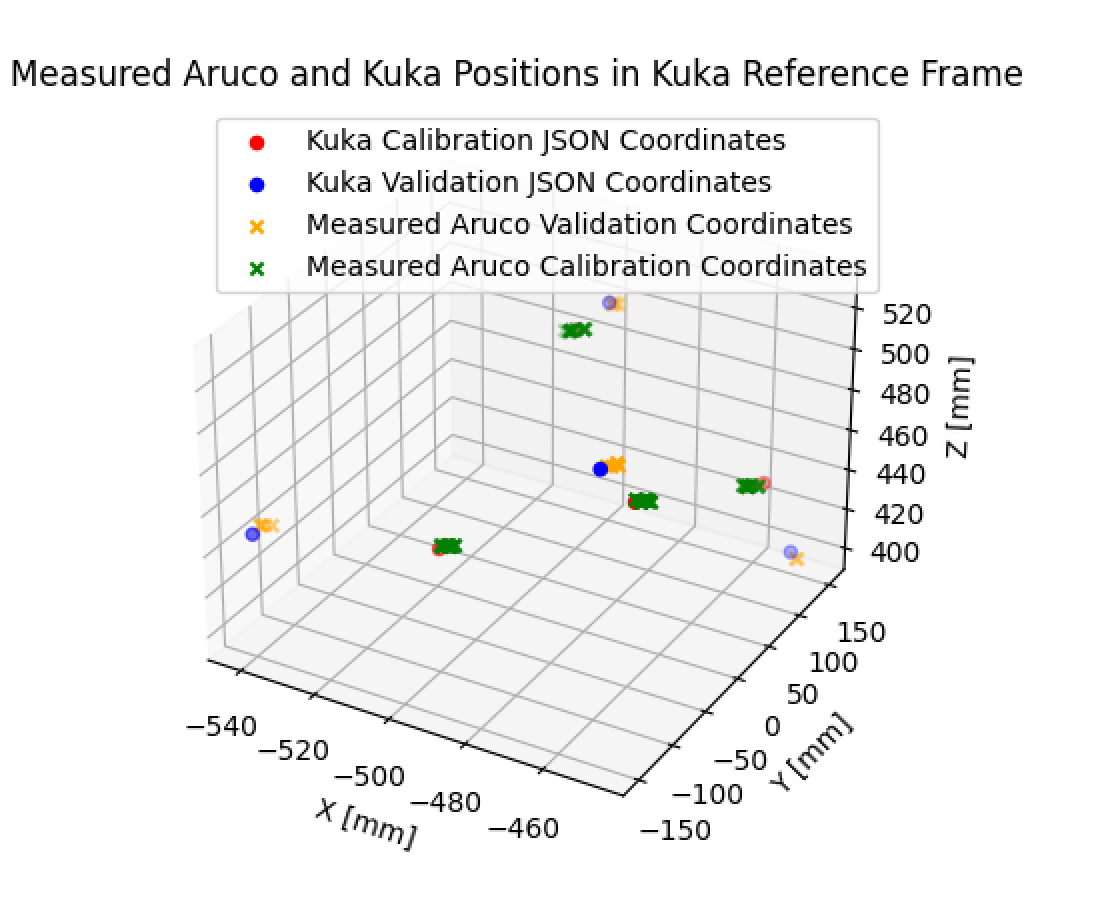 Measured Aruco and Kuka Positions in Kuka Reference Frame
Kuka Calibration JSON Coordinates
Kuka Validation JSON Coordinates
Measured Aruco Validation Coordinates
Measured Aruco Calibration Coordinates
520
500
480
460
440
420
400
Z [mm]
150
100
50
0
−50
−100
−150
Y [mm]
−540
−520
−500
−480
−460
X [mm]